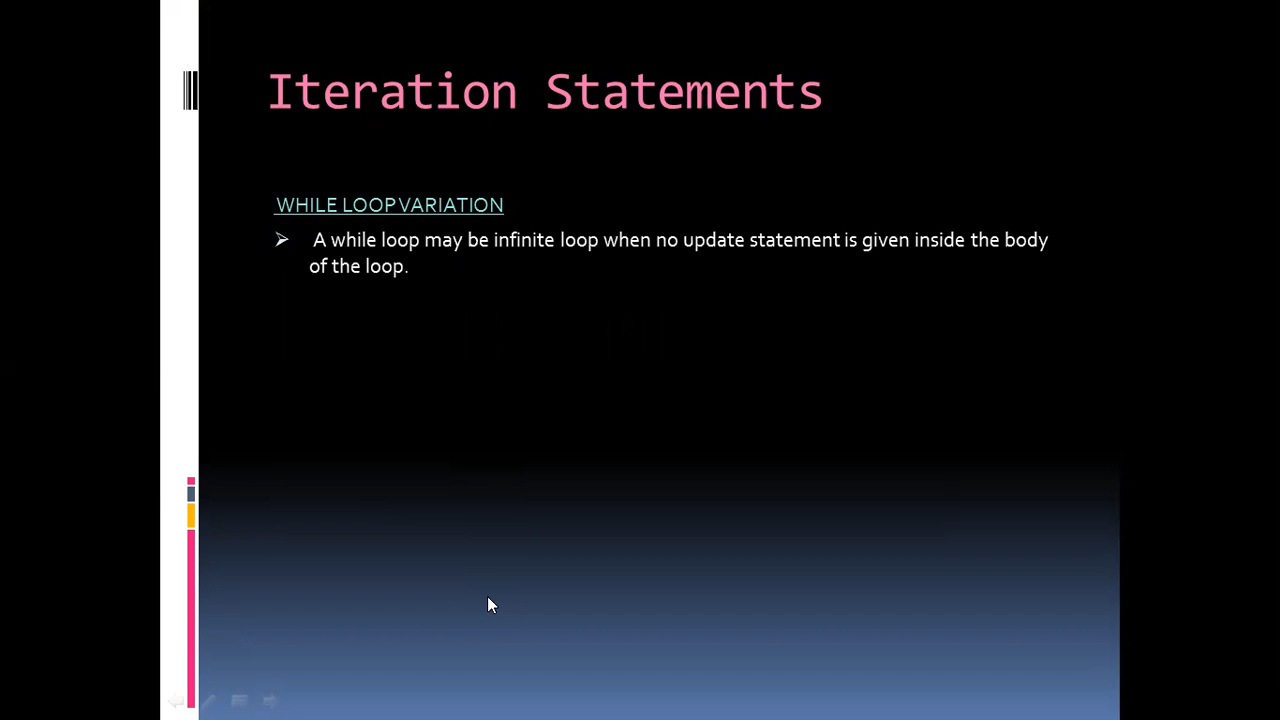 Iteration Statements
WHILE LOOP VARIATION
A while loop may be infinite loop when no update statement is given inside the body
of the loop.